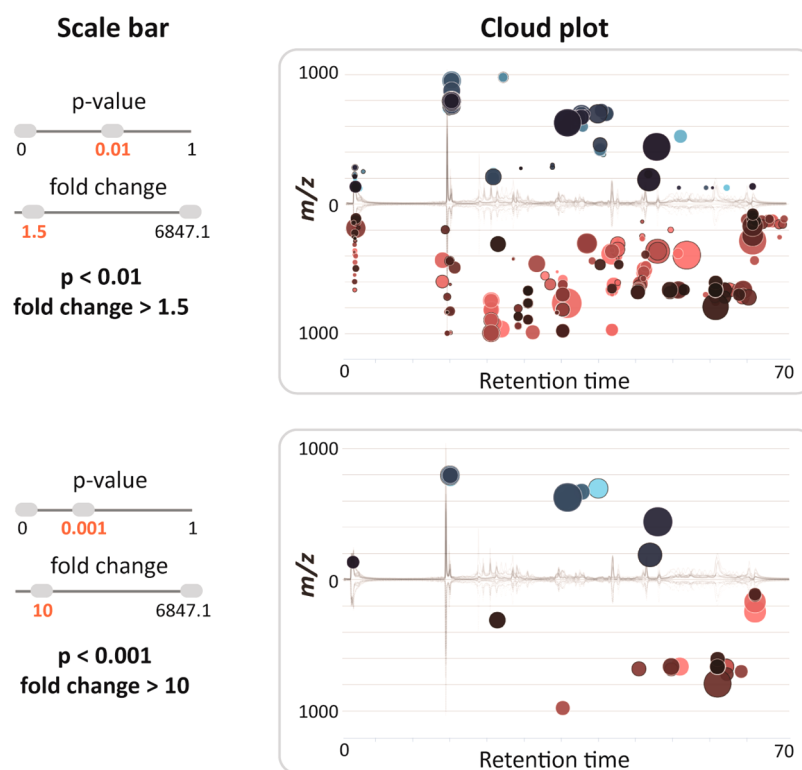 Scale bar
Cloud plot
p-value
0 0.01 1
fold change
1.5 6847.1
p < 0.01
fold change > 1.5
1000
0
1000
m/z
0 70
Retention time
p-value
0 0.001 1
fold change
10 6847.1
p < 0.001
fold change > 10
1000
0
1000
m/z
0 70
Retention time